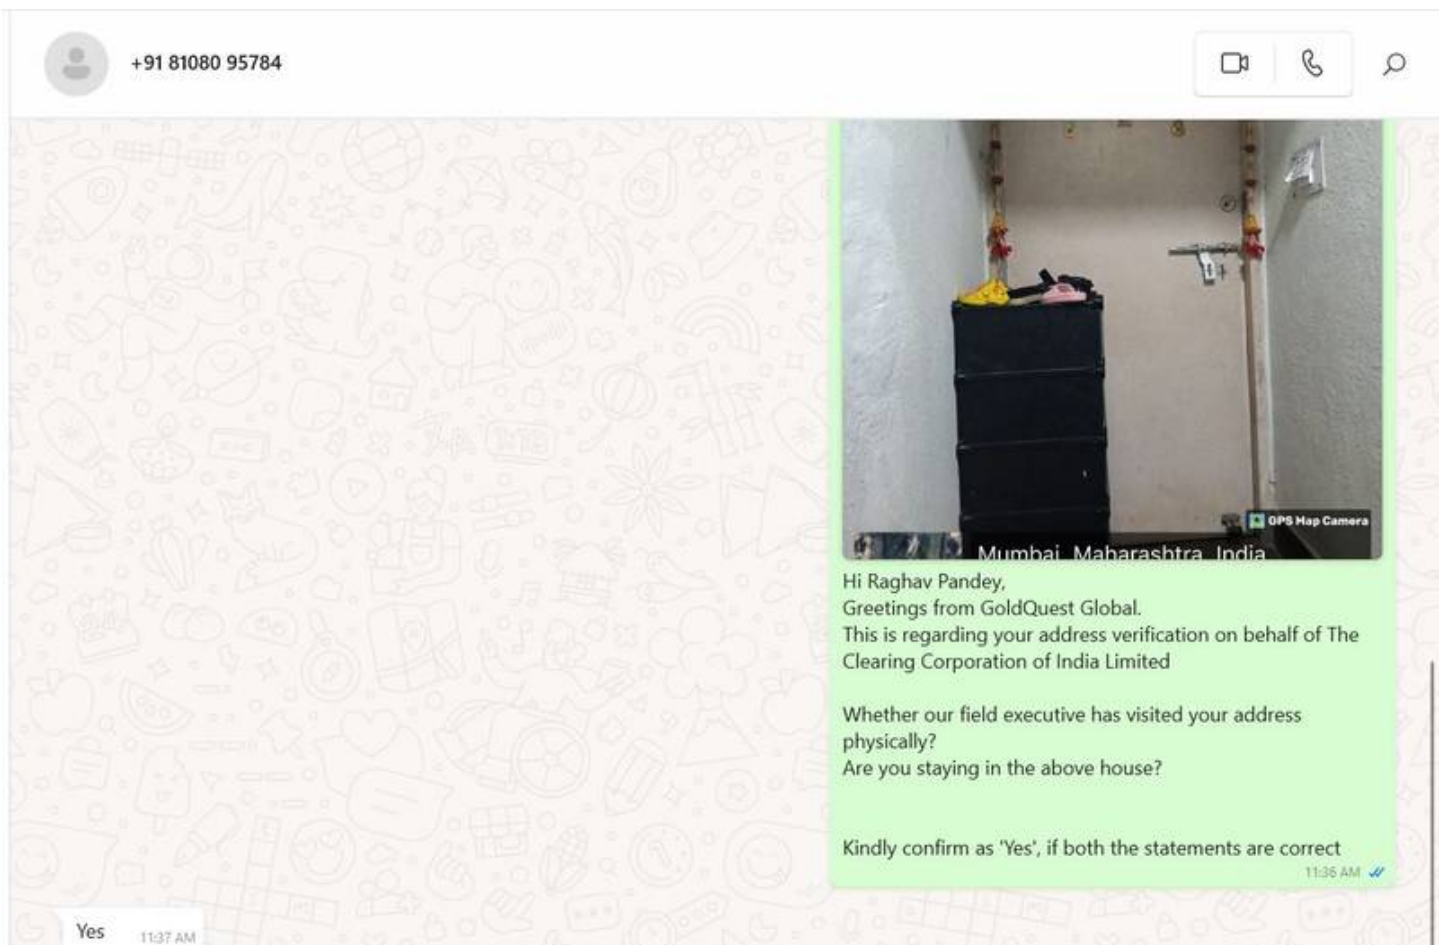 +91 81080 95784
GPS Map Camera
Mumbai, Maharashtra, India
Hi Raghav Pandey,
Greetings from GoldQuest Global.
This is regarding your address verification on behalf of The
Clearing Corporation of India Limited
Whether our field executive has visited your address
physically?
Are you staying in the above house?
Kindly confirm as 'Yes', if both the statements are correct
11:36 AM
Yes
11:37 AM